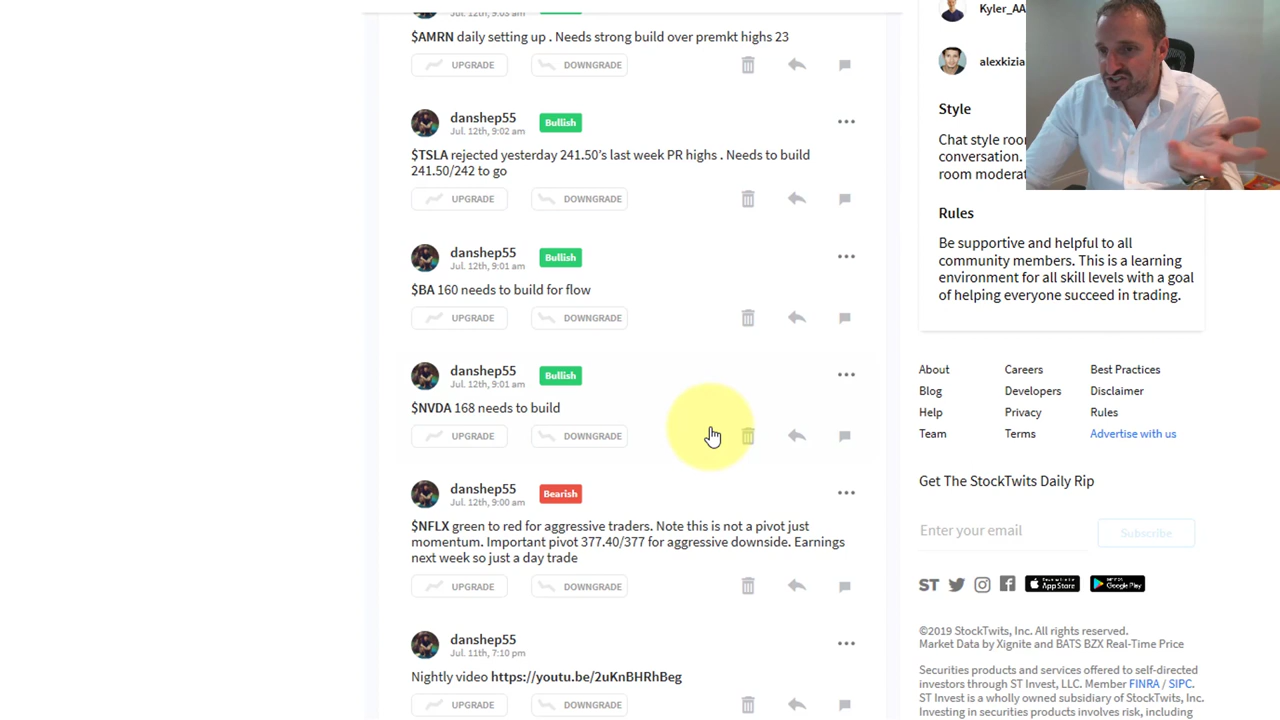 Jul. 12th, 9:03 am
$AMRN daily setting up . Needs strong build over premkt highs 23
UPGRADE
DOWNGRADE
danshep55
Bullish
Jul. 12th, 9:02 am
$TSLA rejected yesterday 241.50's last week PR highs . Needs to build
241.50/242 to go
UPGRADE
DOWNGRADE
danshep55
Bullish
Jul. 12th, 9:01 am
$BA 160 needs to build for flow
UPGRADE
DOWNGRADE
danshep55
Bullish
Jul. 12th, 9:01 am
$NVDA 168 needs to build
UPGRADE
DOWNGRADE
danshep55
Bearish
Jul. 12th, 9:00 am
$NFLX green to red for aggressive traders. Note this is not a pivot just
momentum. Important pivot 377.40/377 for aggressive downside. Earnings
next week so just a day trade
UPGRADE
DOWNGRADE
danshep55
Jul. 11th, 7:10 pm
Nightly video https://youtu.be/2uKnBHRhBeg
UPGRADE
DOWNGRADE
Kyler_AA
alexkizia
Style
Chat style roo
conversation.
room moderat
Rules
Be supportive and helpful to all
community members. This is a learning
environment for all skill levels with a goal
of helping everyone succeed in trading.
About
Careers
Best Practices
Blog
Developers
Disclaimer
Help
Privacy
Rules
Team
Terms
Advertise with us
Get The StockTwits Daily Rip
Enter your email
Subscribe
ST
App Store
Google Play
©2019 StockTwits, Inc. All rights reserved.
Market Data by Xignite and BATS BZX Real-Time Price
Securities products and services offered to self-directed
investors through ST Invest, LLC. Member FINRA / SIPC.
ST Invest is a wholly owned subsidiary of StockTwits, Inc.
Investing in securities products involves risk, including